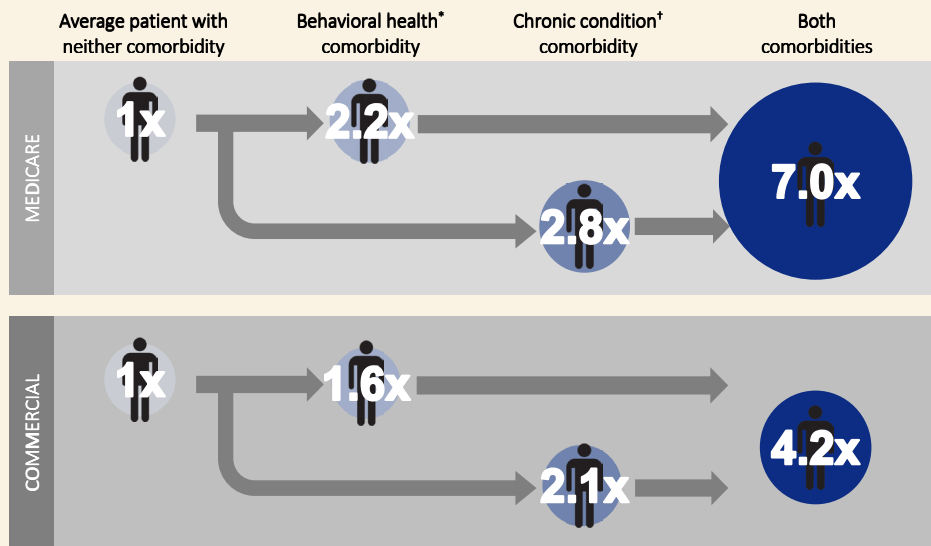 Average patient with
neither comorbidity
Behavioral health*
comorbidity
Chronic condition†
comorbidity
Both
comorbidities
MEDICARE
1x
2.2x
2.8x
7.0x
COMMERCIAL
1x
1.6x
2.1x
4.2x